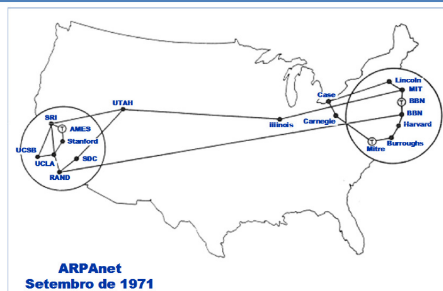 Lincoln
MIT
Case
BBN
UTAH
SRI
T AMES
BBN
Illinois
Carnegie
Harvard
Stanford
Burroughs
UCSB
SDC
T
Mitre
UCLA
RAND
ARPAnet
Setembro de 1971